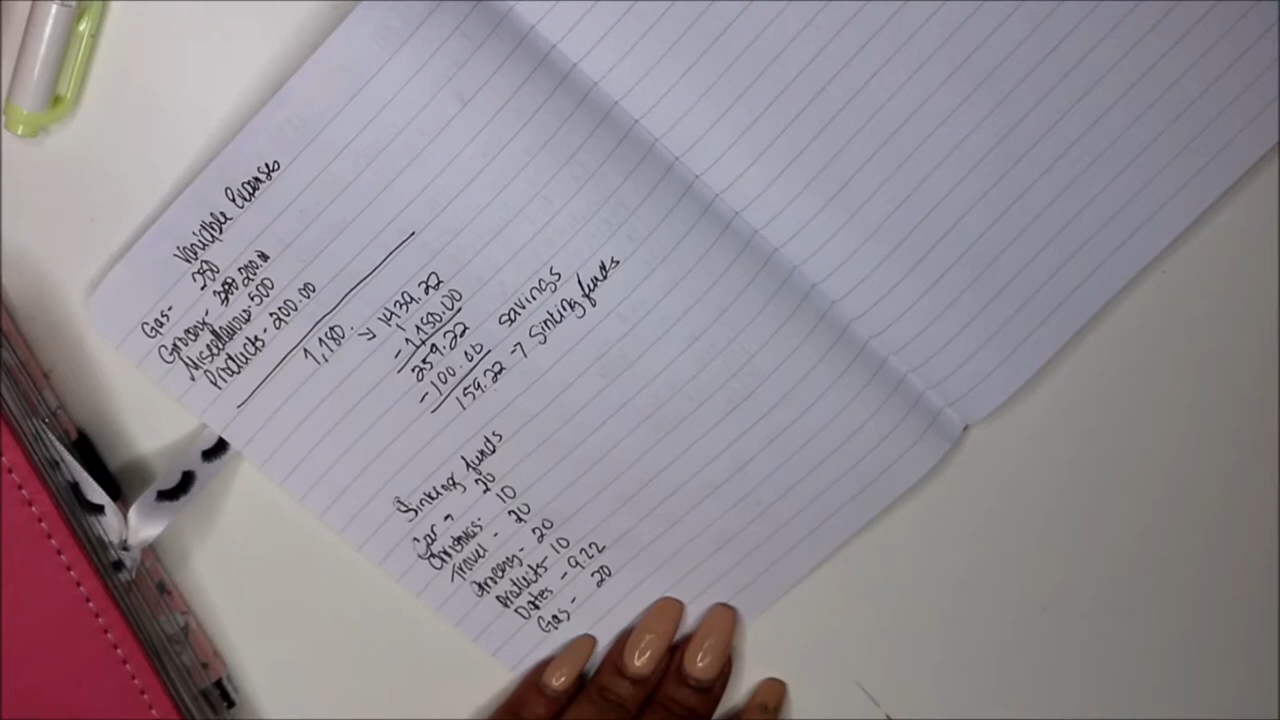 Variable Expenses
Gas- 280
Grocery- 200.00
Miscellaneous- 500
Products- 200.00
1,180.
1439.22
-1,180.00
259.22
-100.00 savings
159.22 → Sinking funds
Sinking funds
Car → 20
Christmas- 10
Travel - 20
Grocery- 20
Products- 10
Dates - 9.22
Gas - 20